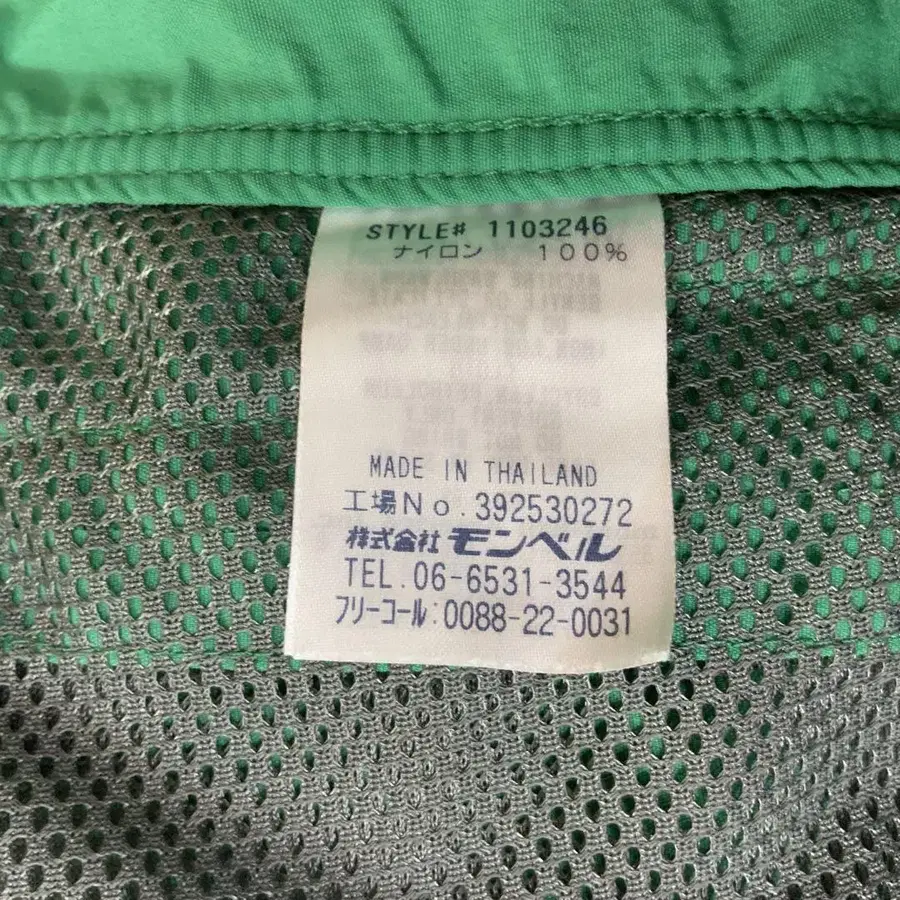 STYLE# 1103246
ナイロン 100%
MADE IN THAILAND
工場No.392530272
株式会社 モンベル
TEL.06-6531-3544
フリーコール:0088-22-0031